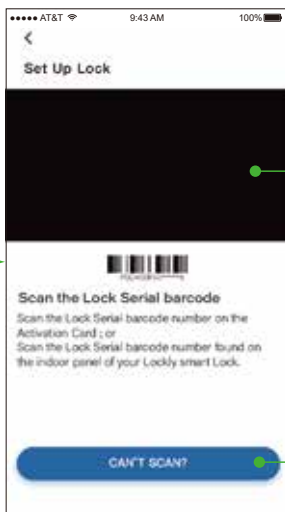 AT&T 9:43 AM 100%
Set Up Lock
Scan the Lock Serial barcode
Scan the Lock Serial barcode number on the
Activation Card ; or
Scan the Lock Serial barcode number found on
the indoor panel of your Lockly smart Lock.
CAN'T SCAN?